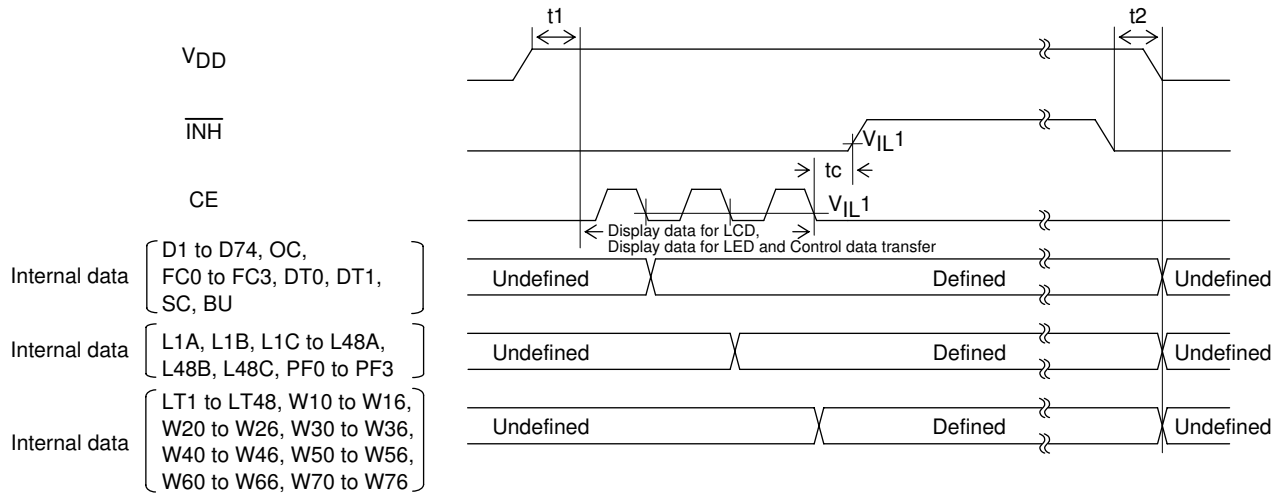 t1
t2
VDD
INH
VIL1
tc
CE
VIL1
Display data for LCD,
Display data for LED and Control data transfer
Internal data
D1 to D74, OC,
FC0 to FC3, DT0, DT1,
SC, BU
Undefined
Defined
Undefined
Internal data
L1A, L1B, L1C to L48A,
L48B, L48C, PF0 to PF3
Undefined
Defined
Undefined
Internal data
LT1 to LT48, W10 to W16,
W20 to W26, W30 to W36,
W40 to W46, W50 to W56,
W60 to W66, W70 to W76
Undefined
Defined
Undefined